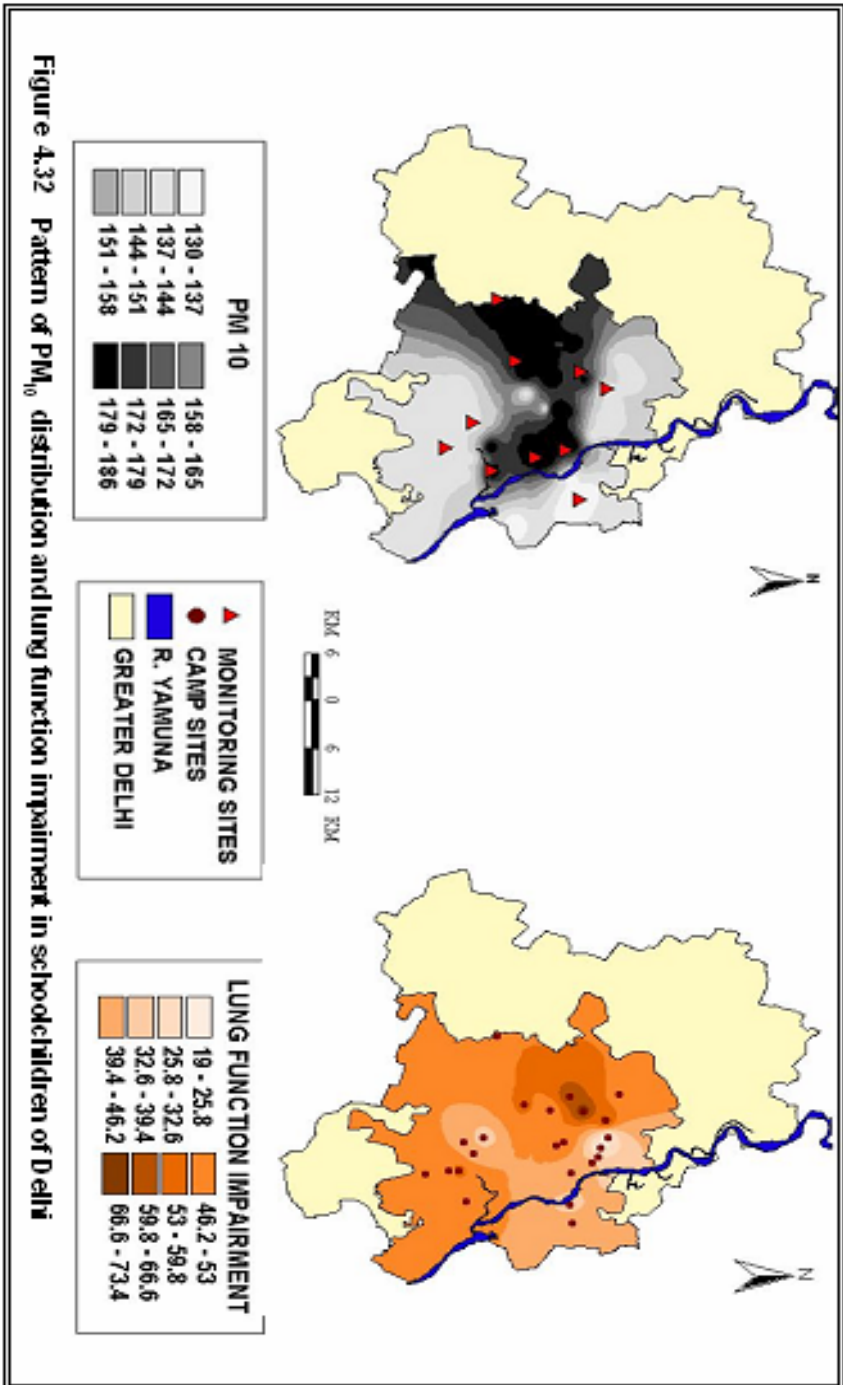 N
N
KM 6 0 6 12 KM
PM 10
130 - 137
137 - 144
144 - 151
151 - 158
158 - 165
165 - 172
172 - 179
179 - 186
MONITORING SITES
CAMP SITES
R. YAMUNA
GREATER DELHI
LUNG FUNCTION IMPAIRMENT
19 - 25.8
25.8 - 32.6
32.6 - 39.4
39.4 - 46.2
46.2 - 53
53 - 59.8
59.8 - 66.6
66.6 - 73.4
Figure 4.32 Pattern of PM₁₀ distribution and lung function impairment in schoolchildren of Delhi